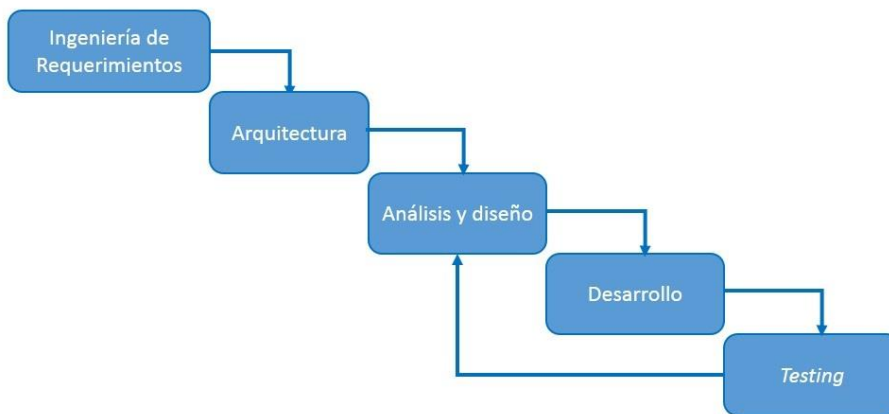 Ingeniería de
Requerimientos
Arquitectura
Análisis y diseño
Desarrollo
Testing